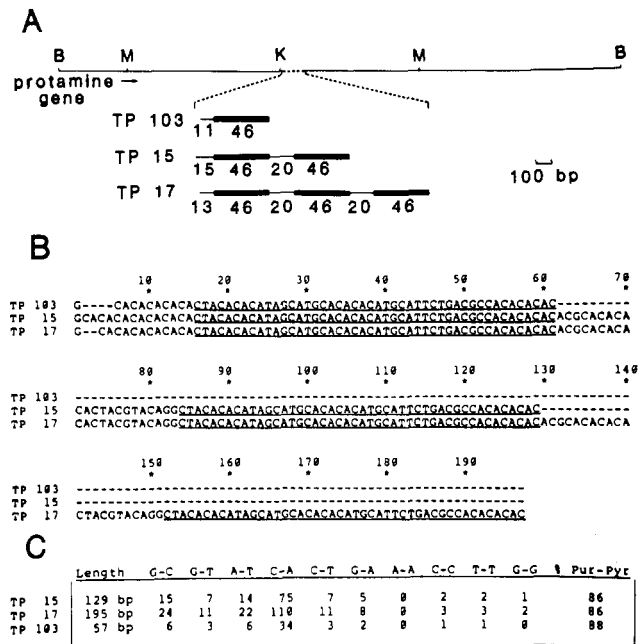 A
B M K M B
protamine
gene
TP 103
11 46
TP 15
15 46 20 46
100 bp
TP 17
13 46 20 46 20 46
B
10 20 30 40 50 60 70
* * * * * * *
TP 103 G----CACACACACACTACACACATAGCATGCACACACATGCATTCTGACGCCACACACAC---------
TP 15 GCACACACACACACACTACACACATAGCATGCACACACATGCATTCTGACGCCACACACACACGCACACA
TP 17 G--CACACACACACACTACACACATAGCATGCACACACATGCATTCTGACGCCACACACACACGCACACA
80 90 100 110 120 130 140
* * * * * * *
TP 103 ----------------------------------------------------------------------
TP 15 CACTACGTACAGGCTACACACATAGCATGCACACACATGCATTCTGACGCCACACACAC-----------
TP 17 CACTACGTACAGGCTACACACATAGCATGCACACACATGCATTCTGACGCCACACACACACGCACACACA
150 160 170 180 190
* * * * *
TP 103 ---------------------------------------------------------
TP 15 ---------------------------------------------------------
TP 17 CTACGTACAGGCTACACACATAGCATGCACACACATGCATTCTGACGCCACACACAC
C
Length G-C G-T A-T C-A C-T G-A A-A C-C T-T G-G % Pur-Pyr
TP 15 129 bp 15 7 14 75 7 5 0 2 2 1 86
TP 17 195 bp 24 11 22 110 11 8 0 3 3 2 86
TP 103 57 bp 6 3 6 34 3 2 0 1 1 0 88